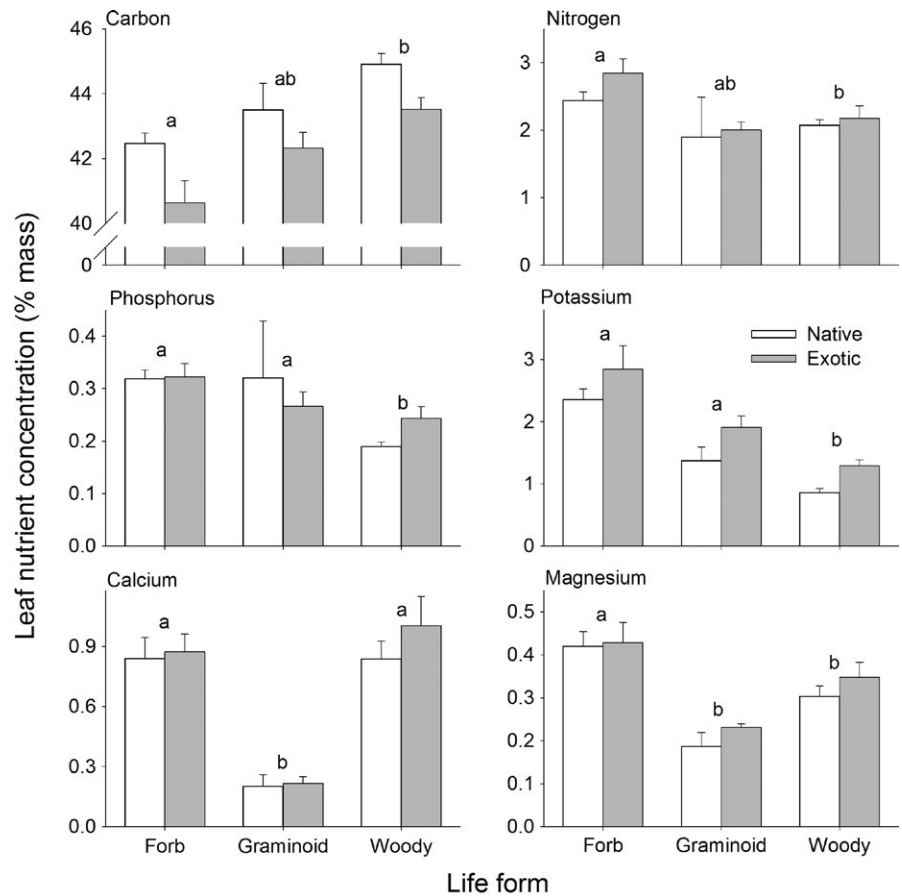 Carbon
46
44
42
40
0
a
ab
b
Nitrogen
3
2
1
0
a
ab
b
Leaf nutrient concentration (% mass)
Phosphorus
0.4
0.3
0.2
0.1
0.0
a
a
b
Potassium
3
2
1
0
a
a
b
Native
Exotic
Calcium
0.9
0.6
0.3
0.0
a
b
a
Forb Graminoid Woody
Magnesium
0.5
0.4
0.3
0.2
0.1
0.0
a
b
b
Forb Graminoid Woody
Life form